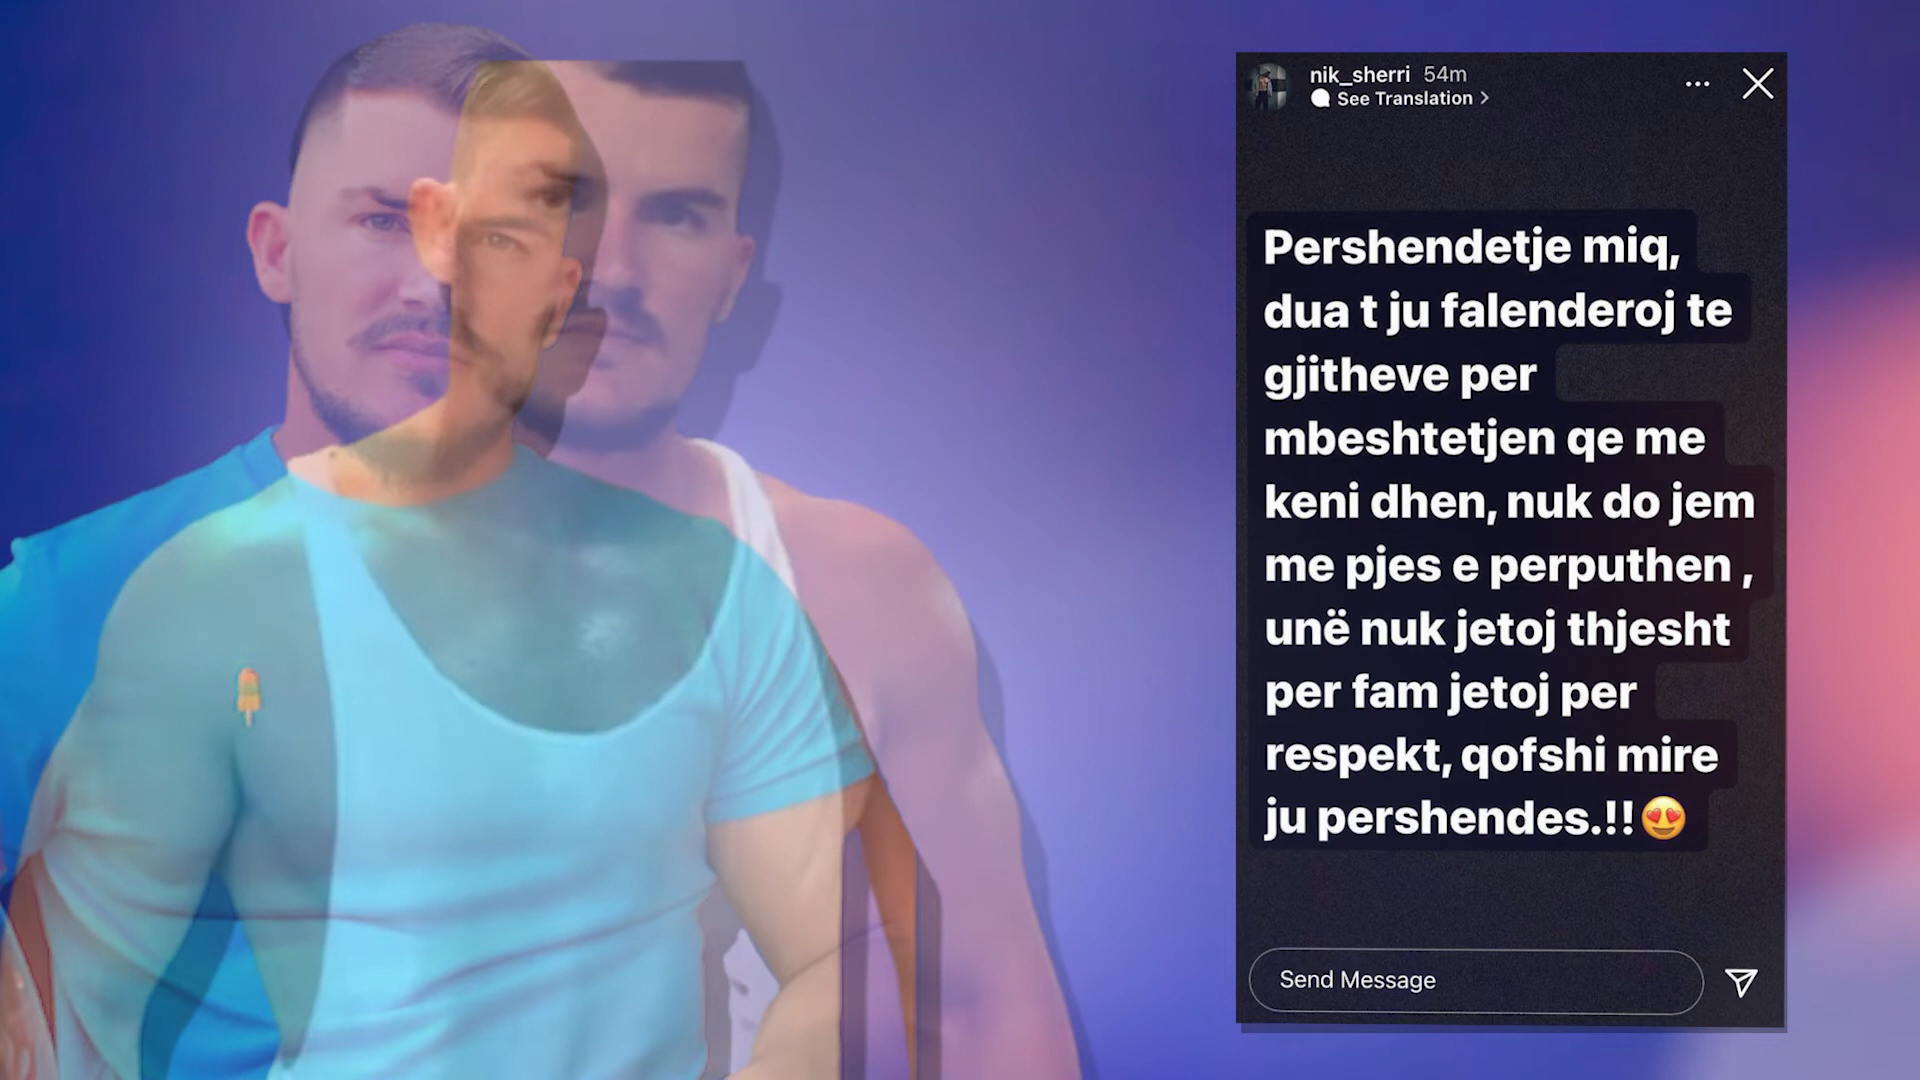 nik_sherri 54m
See Translation >
Pershendetje miq,
dua t ju falenderoj te
gjitheve per
mbeshtetjen qe me
keni dhen, nuk do jem
me pjes e perputhen ,
unë nuk jetoj thjesht
per fam jetoj per
respekt, qofshi mire
ju pershendes.!!😍
Send Message